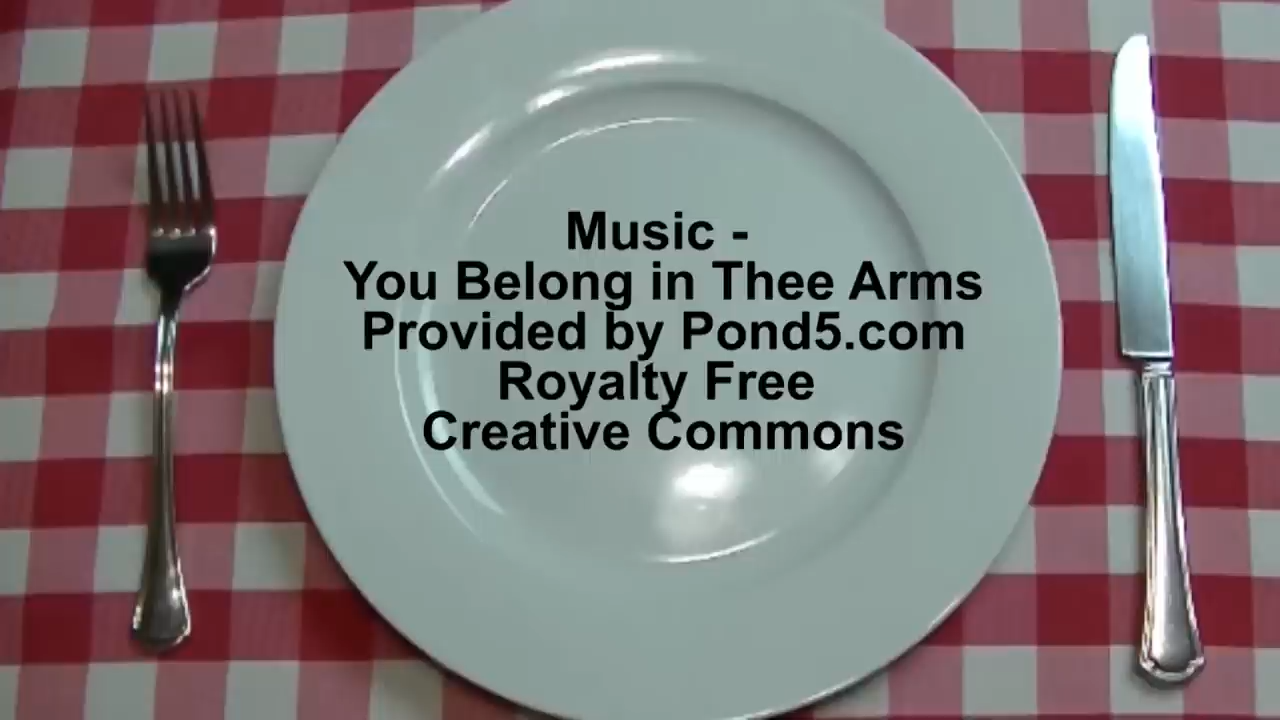 Music -
You Belong in Thee Arms
Provided by Pond5.com
Royalty Free
Creative Commons